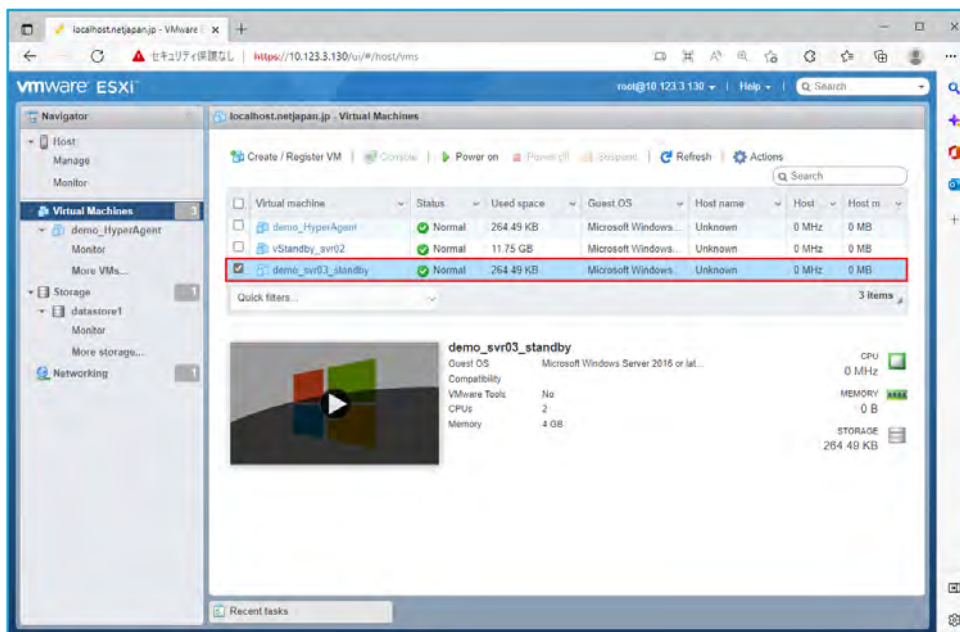 localhost.netjapan.jp - VMware
セキュリティ保護なし https://10.123.3.130/ui/#/host/vms
vmware ESXi
root@10.123.3.130 Help Search
Navigator
Host
Manage
Monitor
Virtual Machines 3
demo_HyperAgent
Monitor
More VMs...
Storage 1
datastore1
Monitor
More storage...
Networking 1
localhost.netjapan.jp - Virtual Machines
Create / Register VM Console Power on Power off Suspend Refresh Actions
Search
Virtual machine Status Used space Guest OS Host name Host Host m
demo_HyperAgent Normal 264.49 KB Microsoft Windows... Unknown 0 MHz 0 MB
vStandby_svr02 Normal 11.75 GB Microsoft Windows... Unknown 0 MHz 0 MB
demo_svr03_standby Normal 264.49 KB Microsoft Windows Unknown 0 MHz 0 MB
Quick filters... 3 items
demo_svr03_standby
Guest OS Microsoft Windows Server 2016 or lat...
Compatibility
VMware Tools No
CPUs 2
Memory 4 GB
CPU
0 MHz
MEMORY
0 B
STORAGE
264.49 KB
Recent tasks